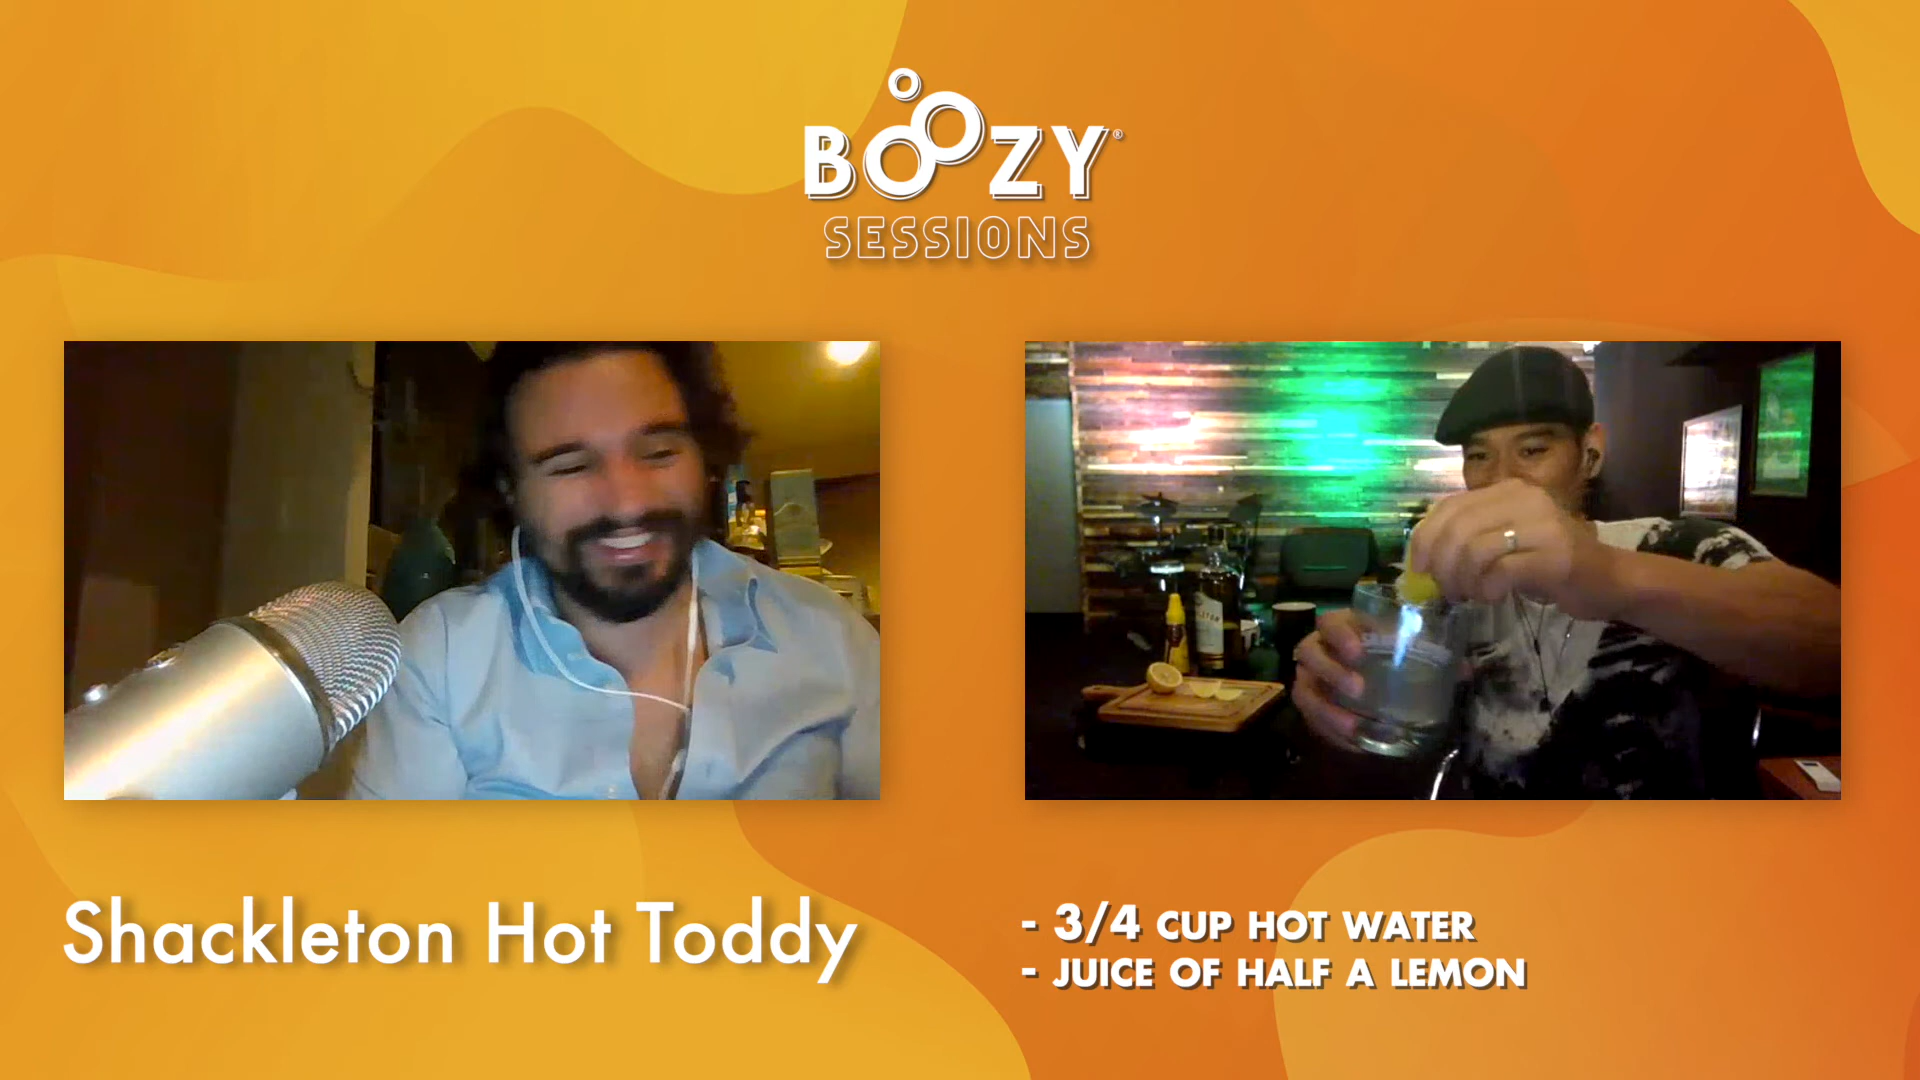 BOOZY®
SESSIONS
Shackleton Hot Toddy
- 3/4 CUP HOT WATER
- JUICE OF HALF A LEMON